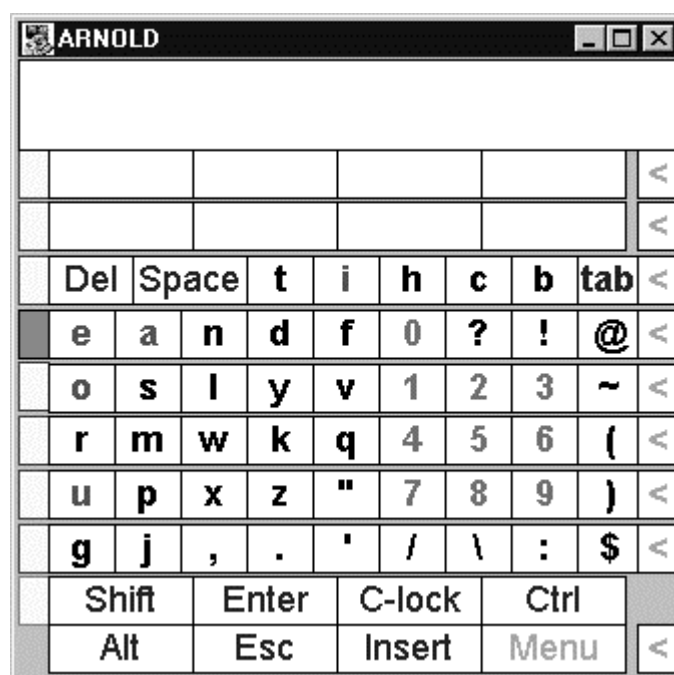 ARNOLD
<
<
Del Space t i h c b tab <
e a n d f 0 ? ! @ <
o s l y v 1 2 3 ~ <
r m w k q 4 5 6 ( <
u p x z " 7 8 9 ) <
g j , . ' / \ : $ <
Shift Enter C-lock Ctrl
Alt Esc Insert Menu <